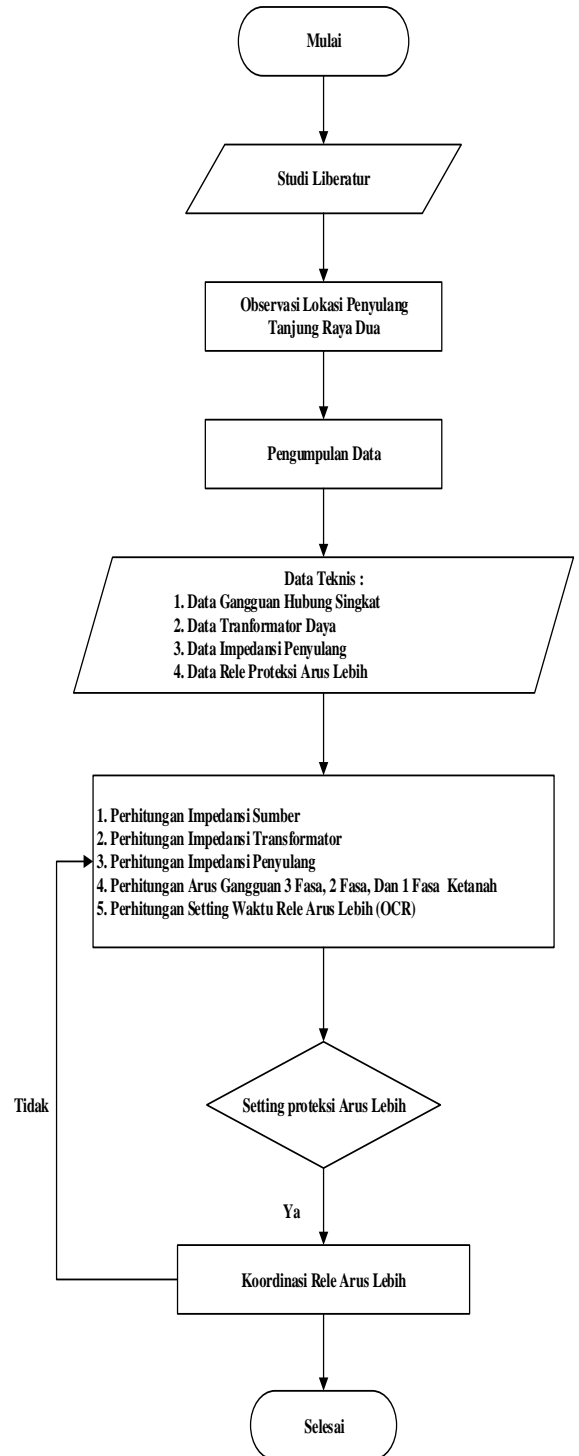 Mulai
Studi Liberatur
Observasi Lokasi Penyulang
Tanjung Raya Dua
Pengumpulan Data
Data Teknis :
1. Data Gangguan Hubung Singkat
2. Data Tranformator Daya
3. Data Impedansi Penyulang
4. Data Rele Proteksi Arus Lebih
1. Perhitungan Impedansi Sumber
2. Perhitungan Impedansi Transformator
3. Perhitungan Impedansi Penyulang
4. Perhitungan Arus Gangguan 3 Fasa, 2 Fasa, Dan 1 Fasa Ketanah
5. Perhitungan Setting Waktu Rele Arus Lebih (OCR)
Tidak
Setting proteksi Arus Lebih
Ya
Koordinasi Rele Arus Lebih
Selesai